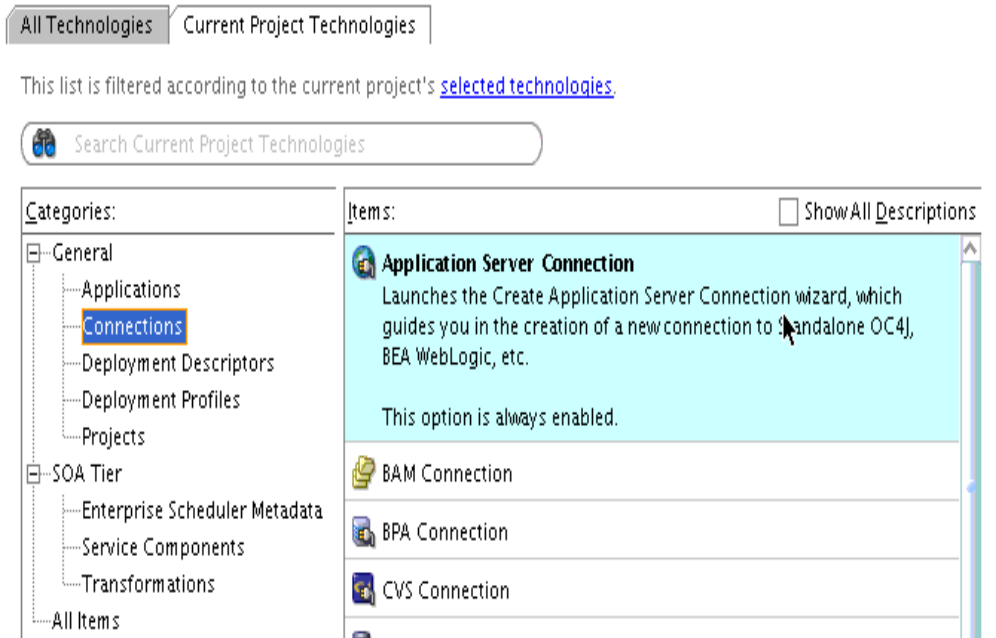 All Technologies
Current Project Technologies
This list is filtered according to the current project's selected technologies.
Search Current Project Technologies
Categories:
General
Applications
Connections
Deployment Descriptors
Deployment Profiles
Projects
SOA Tier
Enterprise Scheduler Metadata
Service Components
Transformations
All Items
Items:
Show All Descriptions
Application Server Connection
Launches the Create Application Server Connection wizard, which
guides you in the creation of a new connection to Standalone OC4J,
BEA WebLogic, etc.
This option is always enabled.
BAM Connection
BPA Connection
CVS Connection